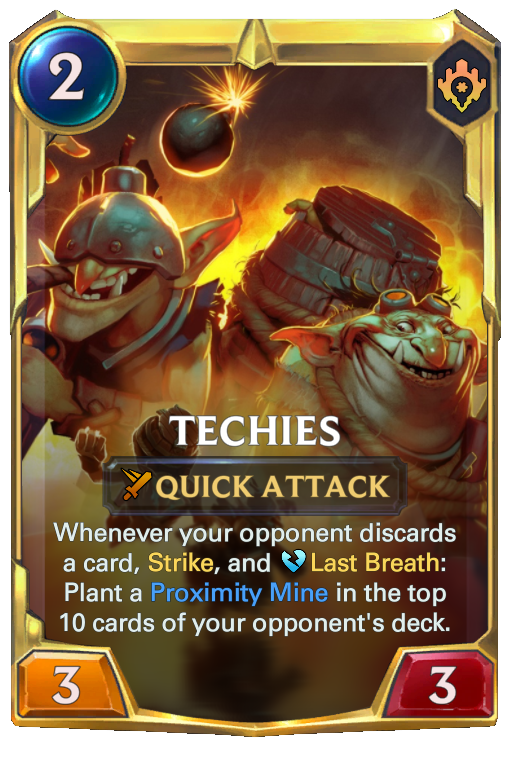 2
TECHIES
QUICK ATTACK
Whenever your opponent discards
a card, Strike, and Last Breath:
Plant a Proximity Mine in the top
10 cards of your opponent's deck.
3
3